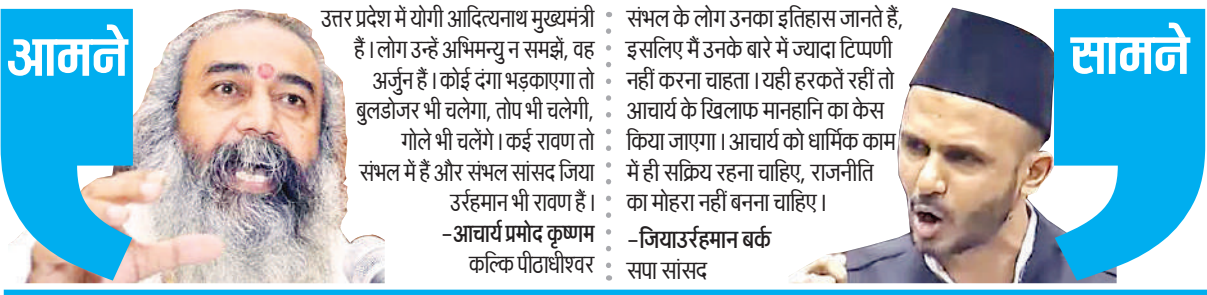 आमने
उत्तर प्रदेश में योगी आदित्यनाथ मुख्यमंत्री
हैं। लोग उन्हें अभिमन्यु न समझें, वह
अर्जुन हैं। कोई दंगा भड़काएगा तो
बुलडोजर भी चलेगा, तोप भी चलेगी,
गोले भी चलेंगे। कई रावण तो
संभल में हैं और संभल सांसद जिया
उर्रहमान भी रावण हैं।
-आचार्य प्रमोद कृष्णम
कल्कि पीठाधीश्वर
संभल के लोग उनका इतिहास जानते हैं,
इसलिए मैं उनके बारे में ज्यादा टिप्पणी
नहीं करना चाहता। यही हरकतें रहीं तो
आचार्य के खिलाफ मानहानि का केस
किया जाएगा। आचार्य को धार्मिक काम
में ही सक्रिय रहना चाहिए, राजनीति
का मोहरा नहीं बनना चाहिए।
-जियाउर्रहमान बर्क
सपा सांसद
सामने